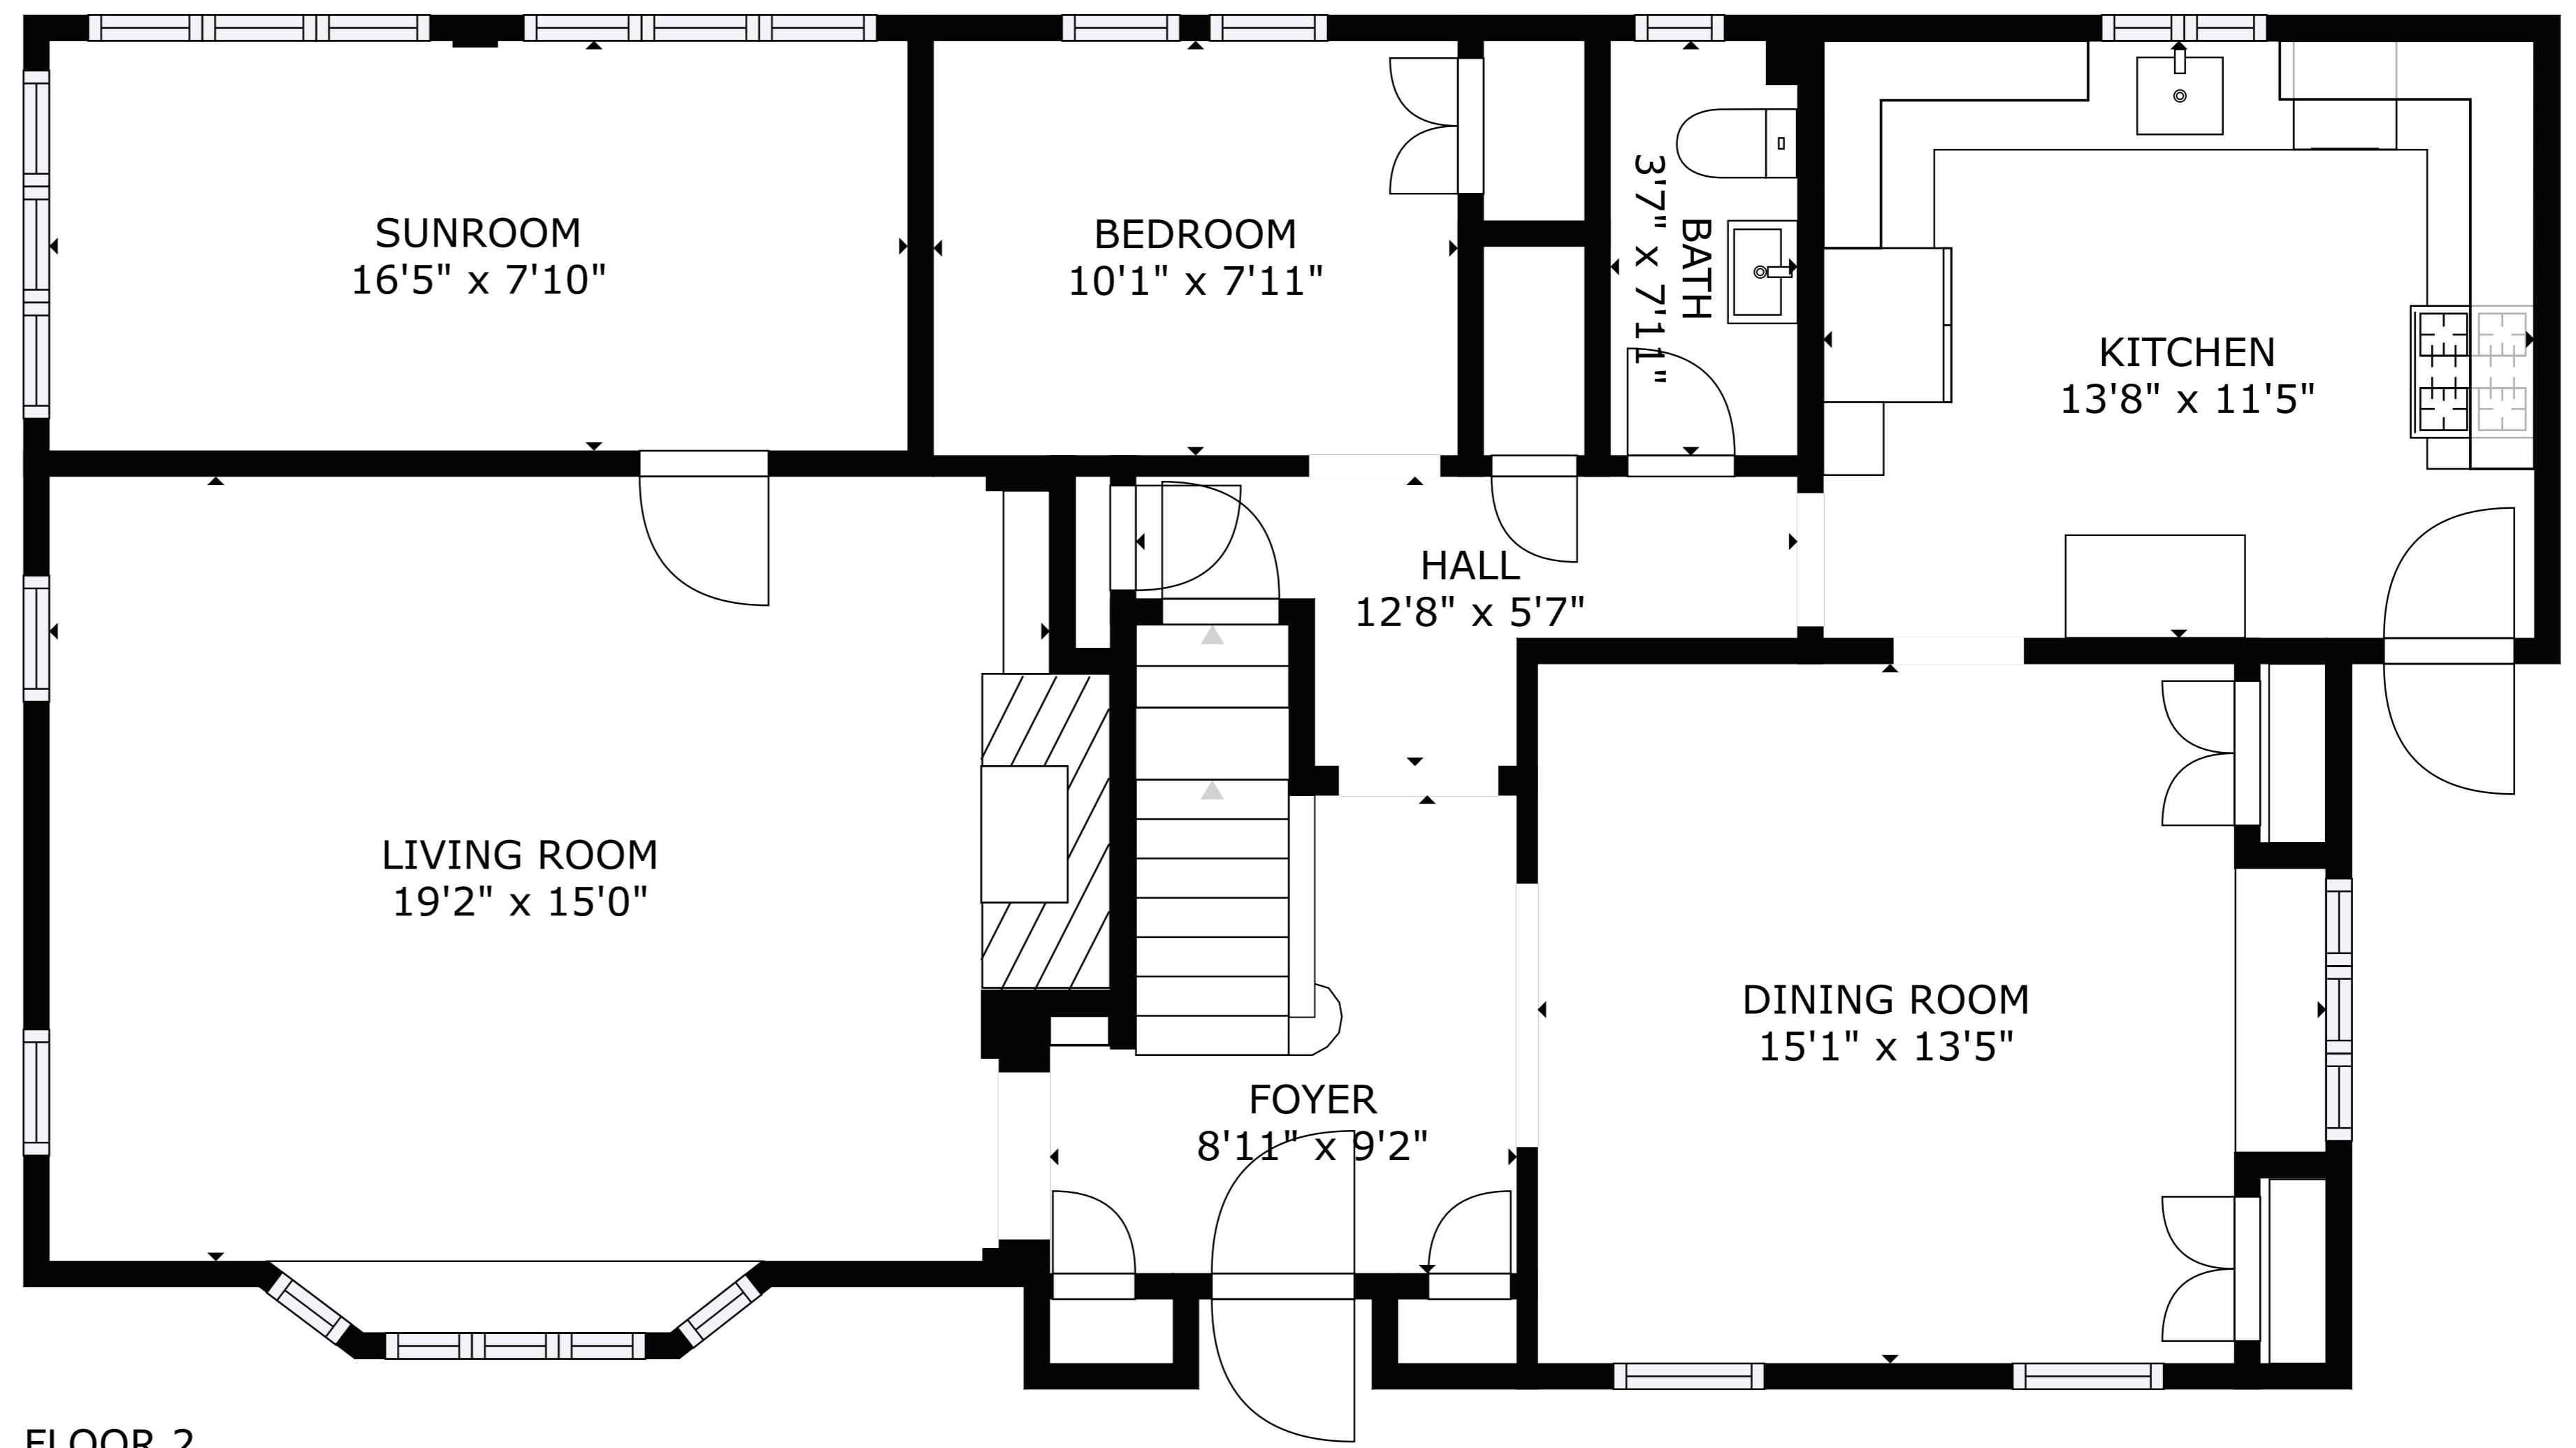 SUNROOM
16'5" x 7'10"
BEDROOM
10'1" x 7'11"
BATH
3'7" x 7'11"
KITCHEN
13'8" x 11'5"
HALL
12'8" x 5'7"
LIVING ROOM
19'2" x 15'0"
DINING ROOM
15'1" x 13'5"
FOYER
8'11" x 9'2"
FLOOR 2